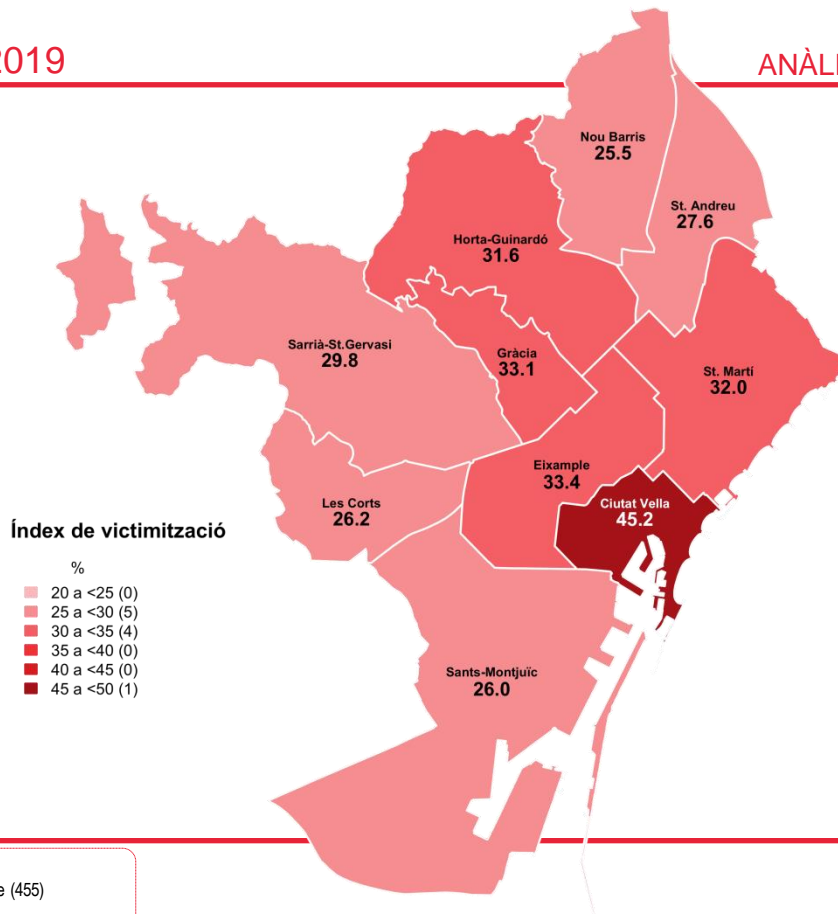 2019
ANÀLI
Nou Barris
25.5
St. Andreu
27.6
Horta-Guinardó
31.6
Sarrià-St.Gervasi
29.8
Gràcia
33.1
St. Martí
32.0
Eixample
33.4
Ciutat Vella
45.2
Les Corts
26.2
Índex de victimització
%
20 a <25 (0)
25 a <30 (5)
30 a <35 (4)
35 a <40 (0)
40 a <45 (0)
45 a <50 (1)
Sants-Montjuïc
26.0
e (455)